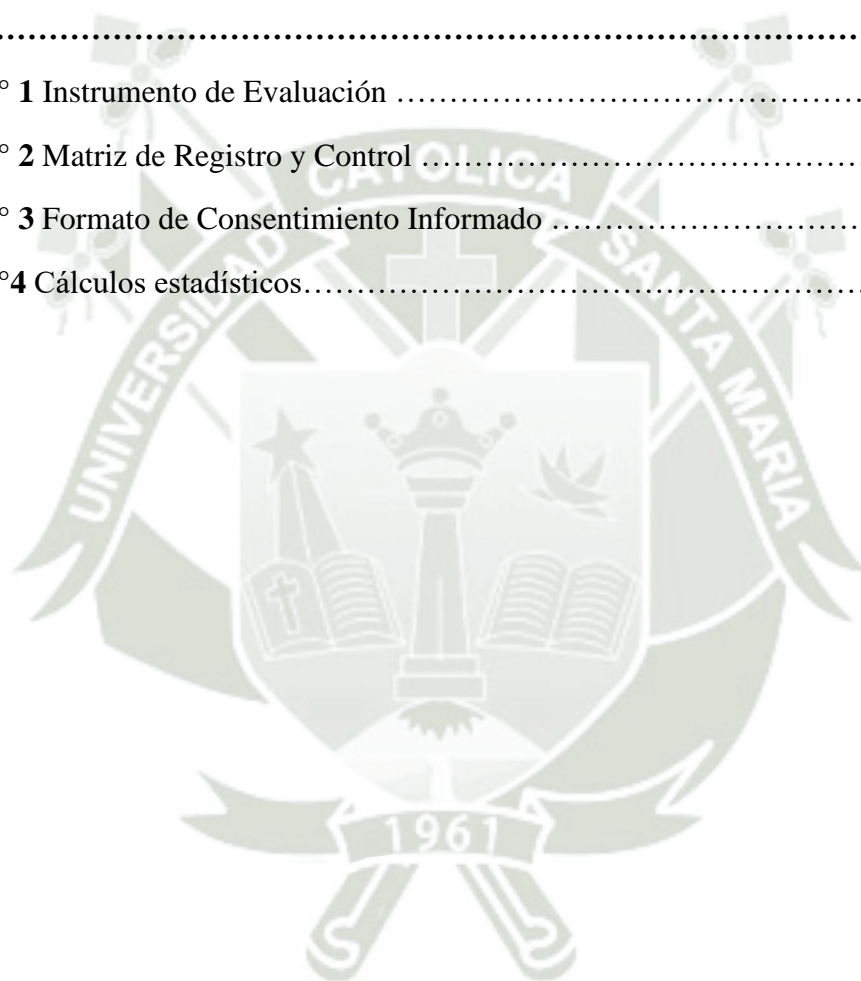 ………………………………………………………………………
° 1 Instrumento de Evaluación ………………………………………
° 2 Matriz de Registro y Control ……………………………………
° 3 Formato de Consentimiento Informado …………………………
°4 Cálculos estadísticos………………………………………………
UNIVERSIDAD CATOLICA SANTA MARIA
1961